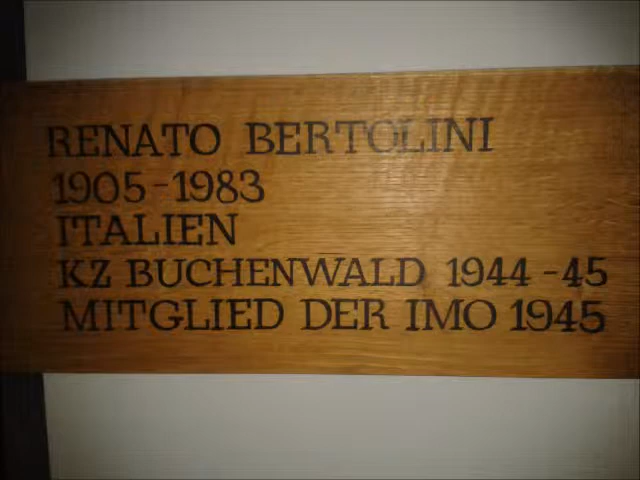 RENATO BERTOLINI
1905-1983
ITALIEN
KZ BUCHENWALD 1944-45
MITGLIED DER IMO 1945